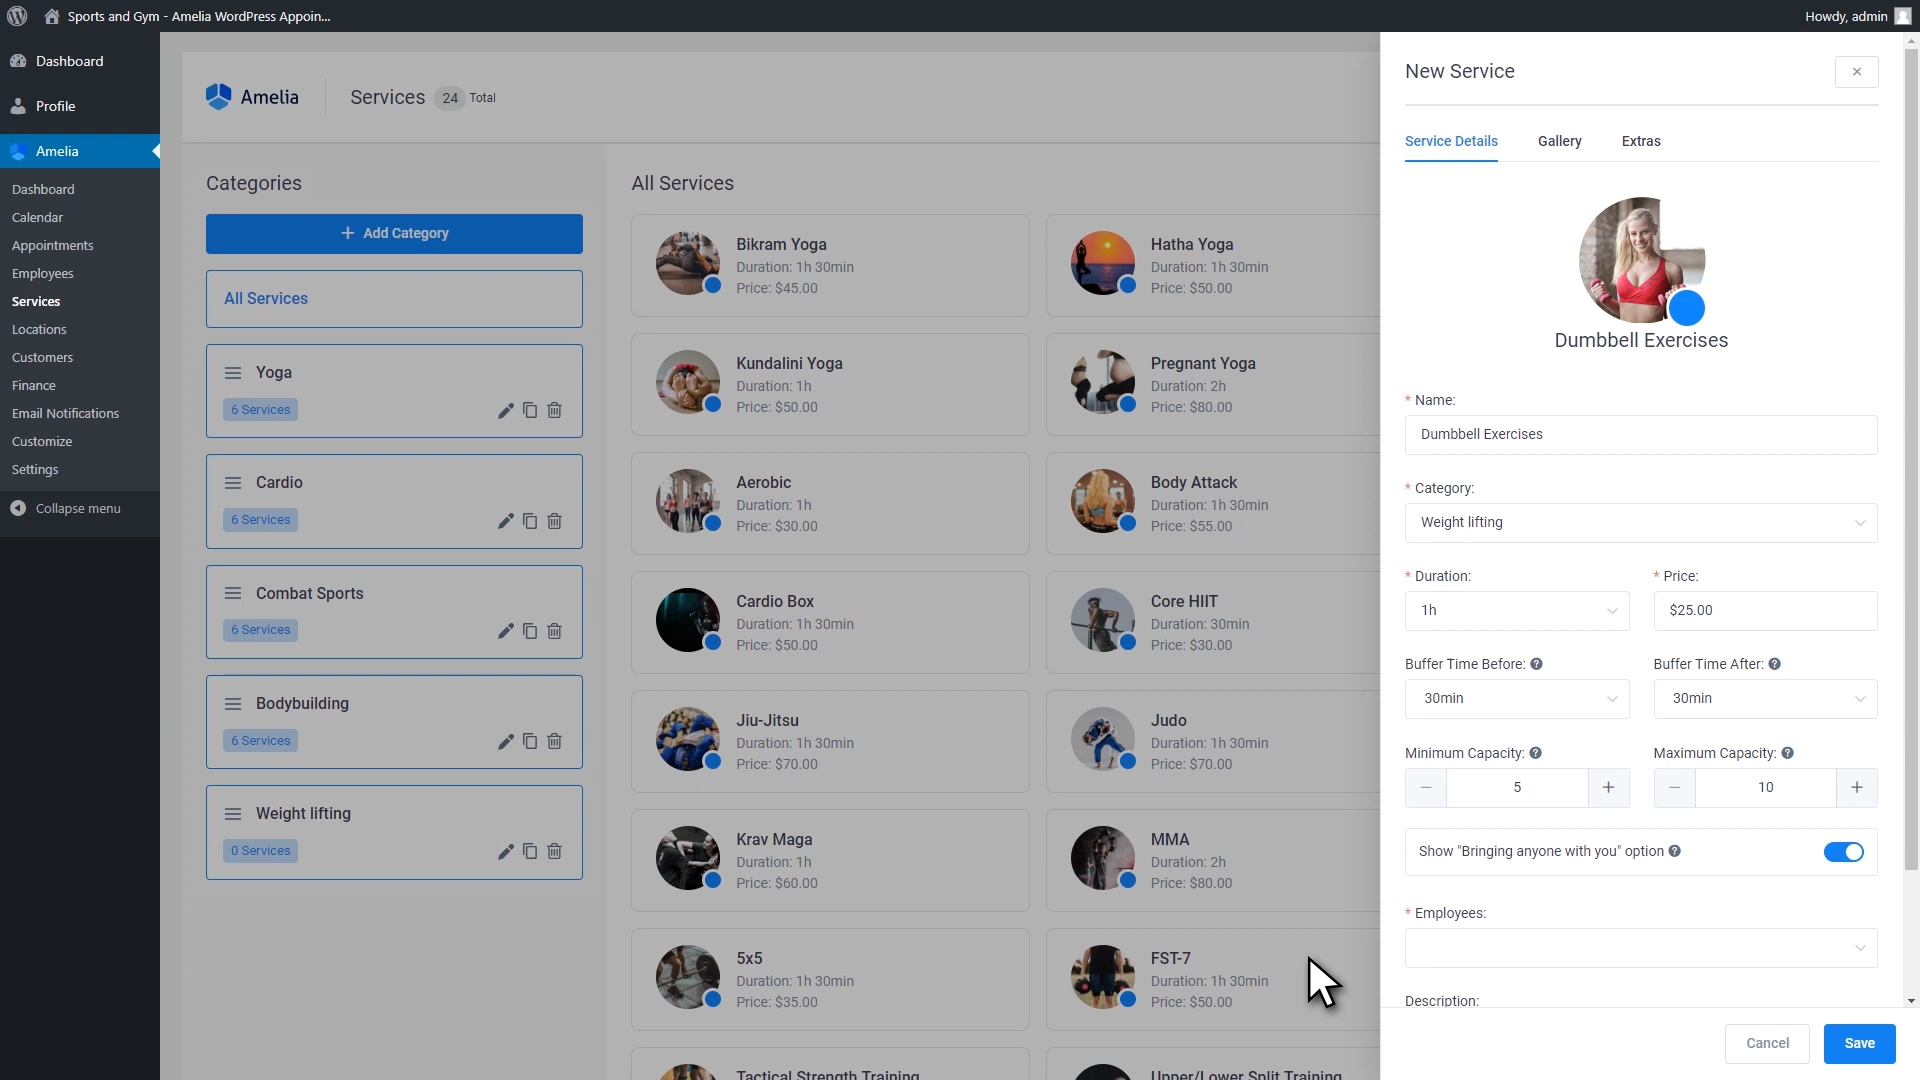 Sports and Gym - Amelia WordPress Appoin...
Howdy, admin
Dashboard
Profile
Amelia
Dashboard
Calendar
Appointments
Employees
Services
Locations
Customers
Finance
Email Notifications
Customize
Settings
Collapse menu
Amelia
Services 24 Total
Categories
+ Add Category
All Services
Yoga
6 Services
Cardio
6 Services
Combat Sports
6 Services
Bodybuilding
6 Services
Weight lifting
0 Services
All Services
Bikram Yoga
Duration: 1h 30min
Price: $45.00
Hatha Yoga
Duration: 1h 30min
Price: $50.00
Kundalini Yoga
Duration: 1h
Price: $50.00
Pregnant Yoga
Duration: 2h
Price: $80.00
Aerobic
Duration: 1h
Price: $30.00
Body Attack
Duration: 1h 30min
Price: $55.00
Cardio Box
Duration: 1h 30min
Price: $50.00
Core HIIT
Duration: 30min
Price: $30.00
Jiu-Jitsu
Duration: 1h 30min
Price: $70.00
Judo
Duration: 1h 30min
Price: $70.00
Krav Maga
Duration: 1h
Price: $60.00
MMA
Duration: 2h
Price: $80.00
5x5
Duration: 1h 30min
Price: $35.00
FST-7
Duration: 1h 30min
Price: $50.00
Tactical Strength Training
Upper/Lower Split Training
New Service
Service Details Gallery Extras
Dumbbell Exercises
* Name:
Dumbbell Exercises
* Category:
Weight lifting
* Duration: * Price:
1h $25.00
Buffer Time Before: Buffer Time After:
30min 30min
Minimum Capacity: Maximum Capacity:
− 5 + − 10 +
Show "Bringing anyone with you" option
* Employees:
Description:
Cancel Save